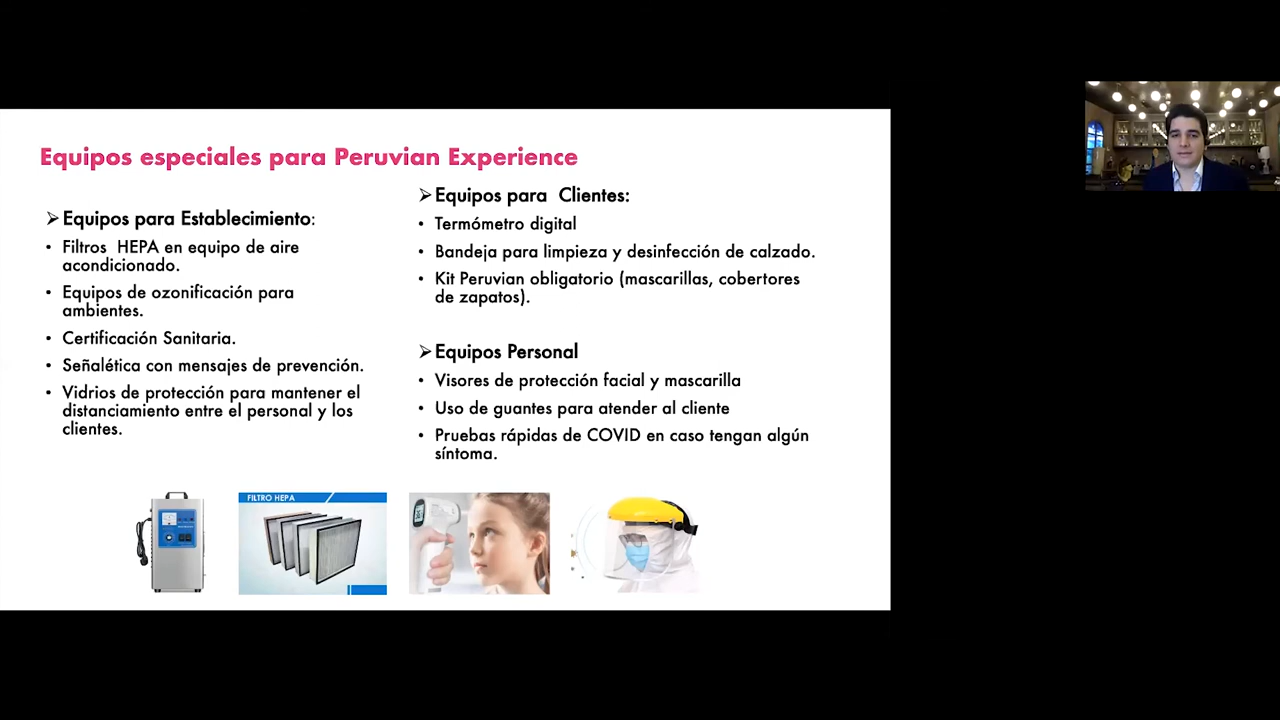 Equipos especiales para Peruvian Experience
➢Equipos para Establecimiento:
• Filtros HEPA en equipo de aire
acondicionado.
• Equipos de ozonificación para
ambientes.
• Certificación Sanitaria.
• Señalética con mensajes de prevención.
• Vidrios de protección para mantener el
distanciamiento entre el personal y los
clientes.
➢Equipos para Clientes:
• Termómetro digital
• Bandeja para limpieza y desinfección de calzado.
• Kit Peruvian obligatorio (mascarillas, cobertores
de zapatos).
➢Equipos Personal
• Visores de protección facial y mascarilla
• Uso de guantes para atender al cliente
• Pruebas rápidas de COVID en caso tengan algún
síntoma.
FILTRO HEPA